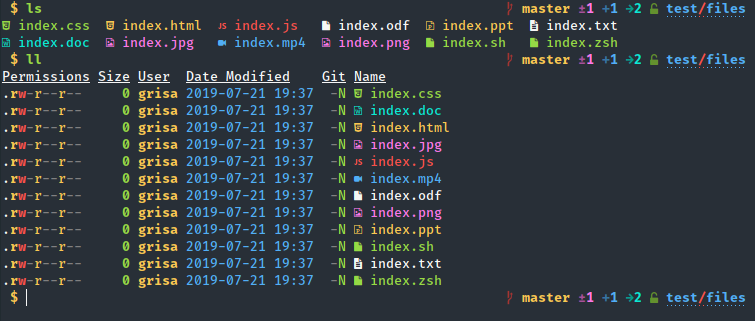 $ ls master ±1 +1 →2 test/files
index.css index.html index.js index.odf index.ppt index.txt
index.doc index.jpg index.mp4 index.png index.sh index.zsh
$ ll master ±1 +1 →2 test/files
Permissions Size User Date Modified Git Name
.rw-r--r-- 0 grisa 2019-07-21 19:37 -N index.css
.rw-r--r-- 0 grisa 2019-07-21 19:37 -N index.doc
.rw-r--r-- 0 grisa 2019-07-21 19:37 -N index.html
.rw-r--r-- 0 grisa 2019-07-21 19:37 -N index.jpg
.rw-r--r-- 0 grisa 2019-07-21 19:37 -N JS index.js
.rw-r--r-- 0 grisa 2019-07-21 19:37 -N index.mp4
.rw-r--r-- 0 grisa 2019-07-21 19:37 -N index.odf
.rw-r--r-- 0 grisa 2019-07-21 19:37 -N index.png
.rw-r--r-- 0 grisa 2019-07-21 19:37 -N index.ppt
.rw-r--r-- 0 grisa 2019-07-21 19:37 -N index.sh
.rw-r--r-- 0 grisa 2019-07-21 19:37 -N index.txt
.rw-r--r-- 0 grisa 2019-07-21 19:37 -N index.zsh
$ master ±1 +1 →2 test/files